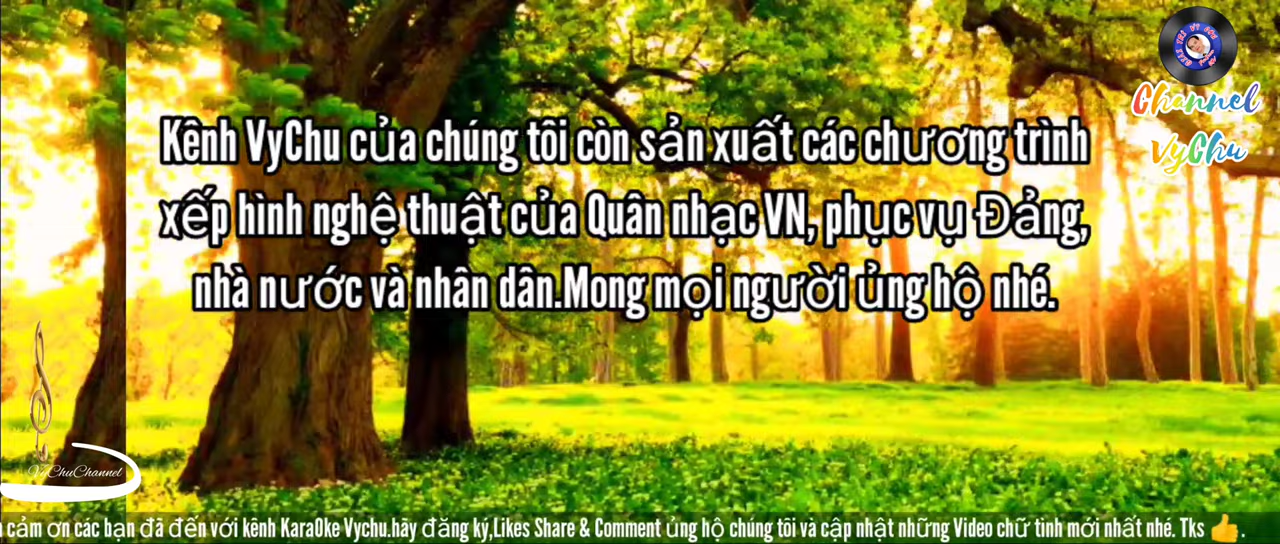 Channel
VyChu
Kênh VyChu của chúng tôi còn sản xuất các chương trình
xếp hình nghệ thuật của Quân nhạc VN, phục vụ Đảng,
nhà nước và nhân dân.Mong mọi người ủng hộ nhé.
VyChuChannel
cảm ơn các bạn đã đến với kênh KaraOke Vychu.hãy đăng ký,Likes Share & Comment ủng hộ chúng tôi và cập nhật những Video chữ tình mới nhất nhé. Tks 👍.